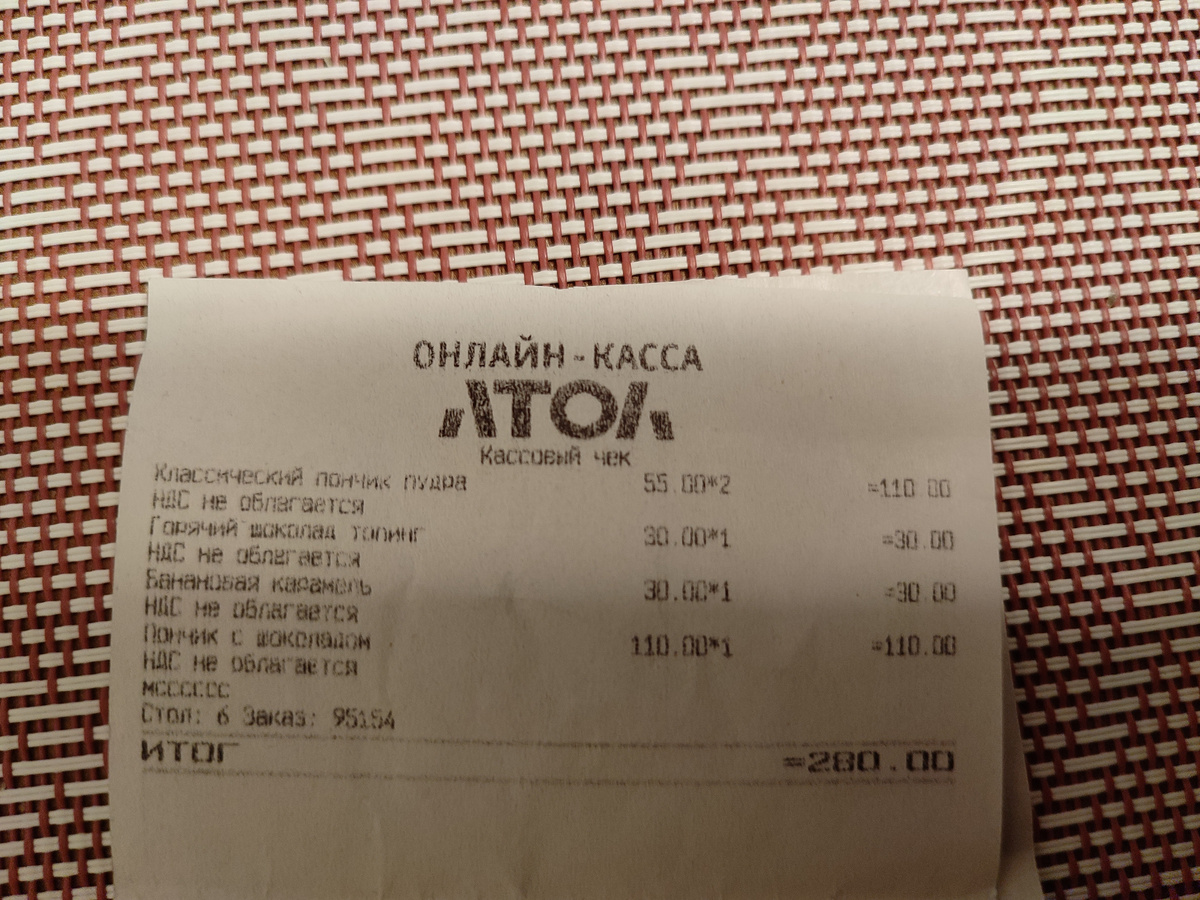 ОНЛАЙН-КАССА
АТОЛ
Кассовый чек
Классический пончик пудра 55.00*2 =110.00
НДС не облагается
Горячий шоколад топинг 30.00*1 =30.00
НДС не облагается
Банановая карамель 30.00*1 =30.00
НДС не облагается
Пончик с шоколадом 110.00*1 =110.00
НДС не облагается
мсссссс
Стол: 6 Заказ: 95154
ИТОГ =280.00